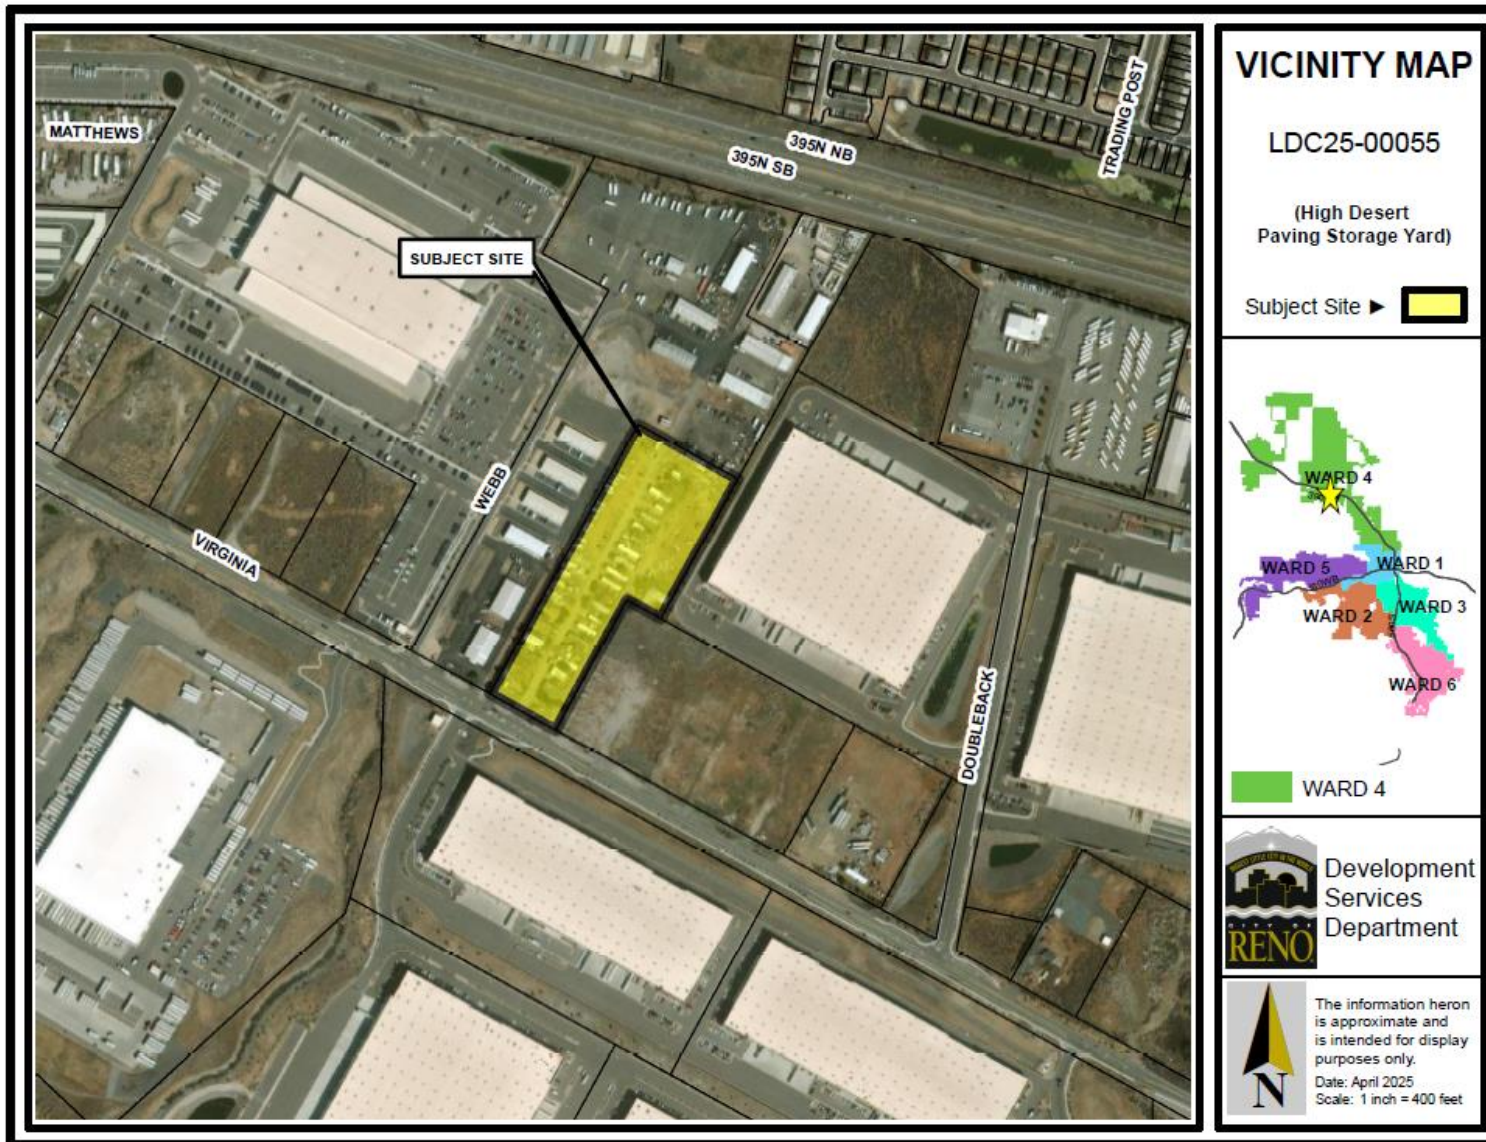 MATTHEWS
395N NB
395N SB
TRADING POST
SUBJECT SITE
WEBB
VIRGINIA
DOUBLEBACK
VICINITY MAP
LDC25-00055
(High Desert
Paving Storage Yard)
Subject Site ►
WARD 4
WARD 5
WARD 1
WARD 2
WARD 3
WARD 6
WARD 4
CITY OF
RENO
Development
Services
Department
N
The information heron
is approximate and
is intended for display
purposes only.
Date: April 2025
Scale: 1 inch = 400 feet